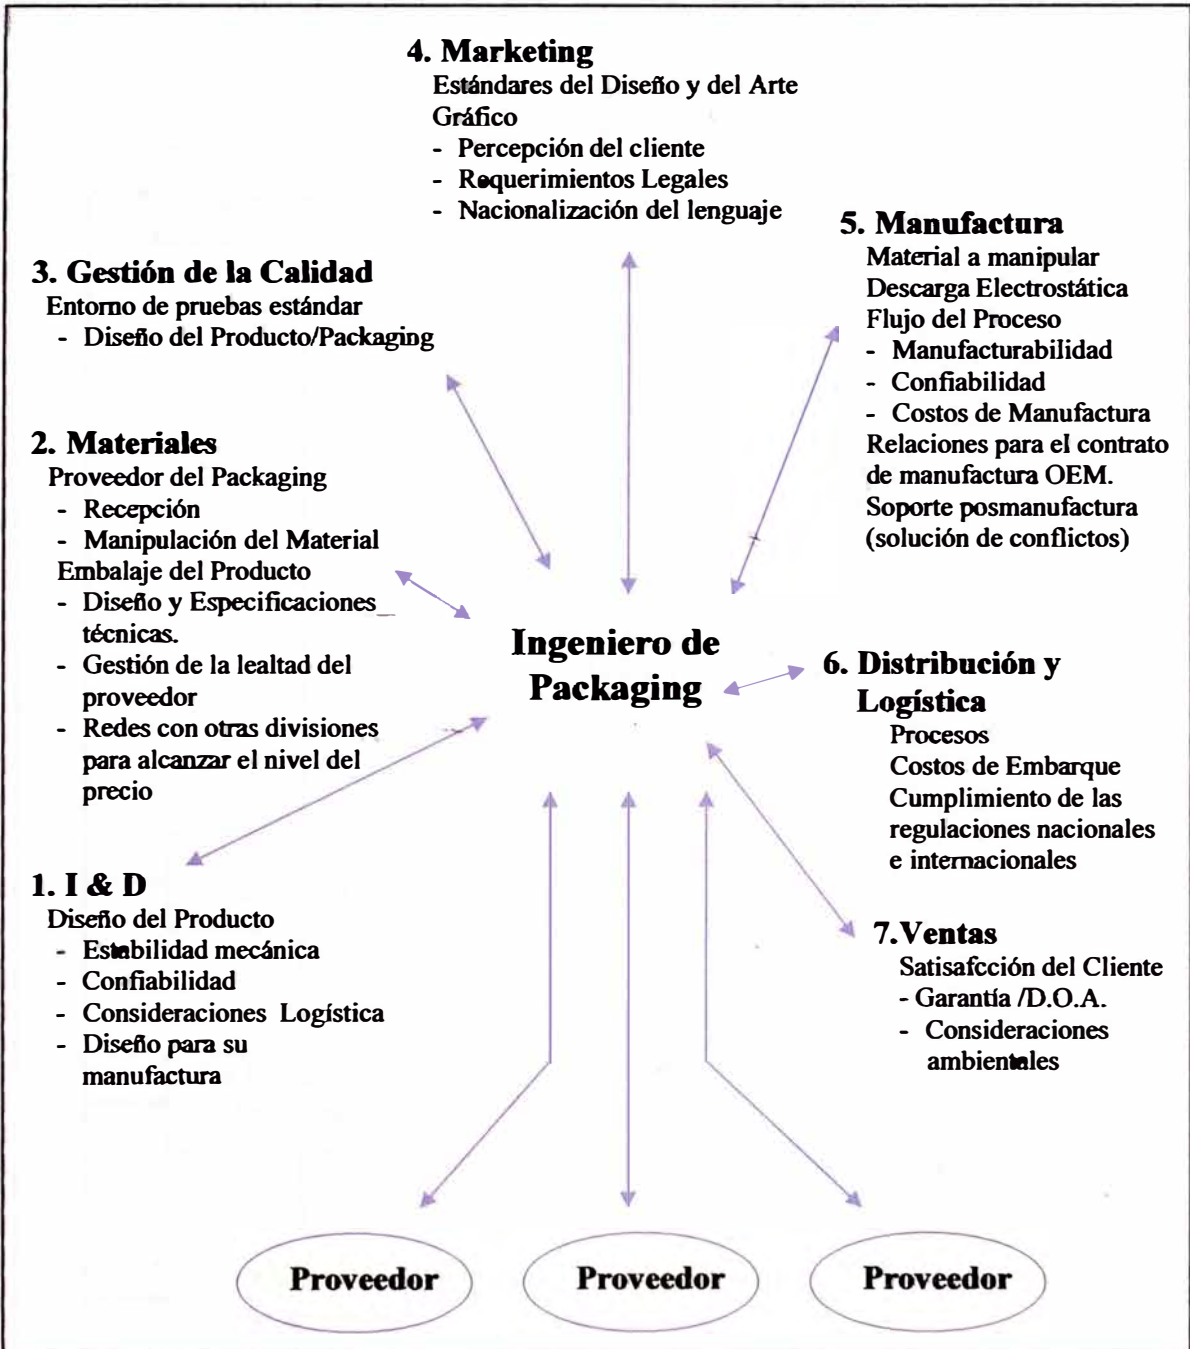 4. Marketing
Estándares del Diseño y del Arte
Gráfico
- Percepción del cliente
- Requerimientos Legales
- Nacionalización del lenguaje
5. Manufactura
Material a manipular
Descarga Electrostática
Flujo del Proceso
- Manufacturabilidad
- Confiabilidad
- Costos de Manufactura
Relaciones para el contrato
de manufactura OEM.
Soporte posmanufactura
(solución de conflictos)
3. Gestión de la Calidad
Entorno de pruebas estándar
- Diseño del Producto/Packaging
2. Materiales
Proveedor del Packaging
- Recepción
- Manipulación del Material
Embalaje del Producto
- Diseño y Especificaciones
técnicas.
- Gestión de la lealtad del
proveedor
- Redes con otras divisiones
para alcanzar el nivel del
precio
Ingeniero de
Packaging
6. Distribución y
Logística
Procesos
Costos de Embarque
Cumplimiento de las
regulaciones nacionales
e internacionales
1. I & D
Diseño del Producto
- Estabilidad mecánica
- Confiabilidad
- Consideraciones Logística
- Diseño para su
manufactura
7.Ventas
Satisafcción del Cliente
- Garantía /D.O.A.
- Consideraciones
ambientales
Proveedor
Proveedor
Proveedor